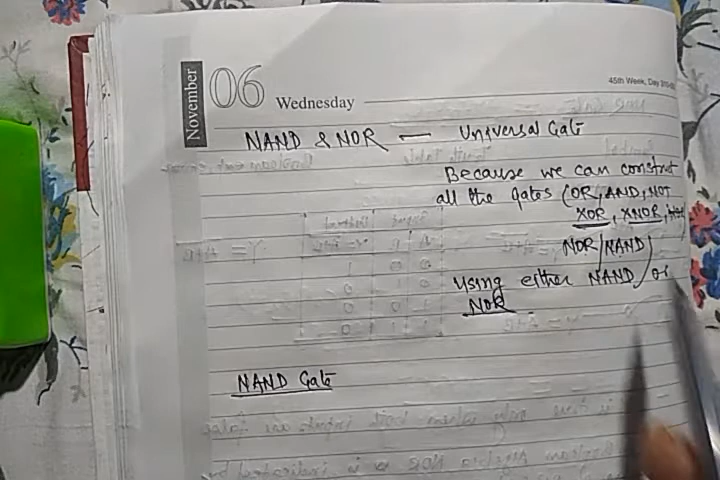 November
06
Wednesday
45th Week, Day
NAND & NOR — Universal Gate
Because we can construct
all the gates (OR, AND, NOT
XOR, XNOR,
NOR/NAND)
using either NAND or
NOR
NAND Gate